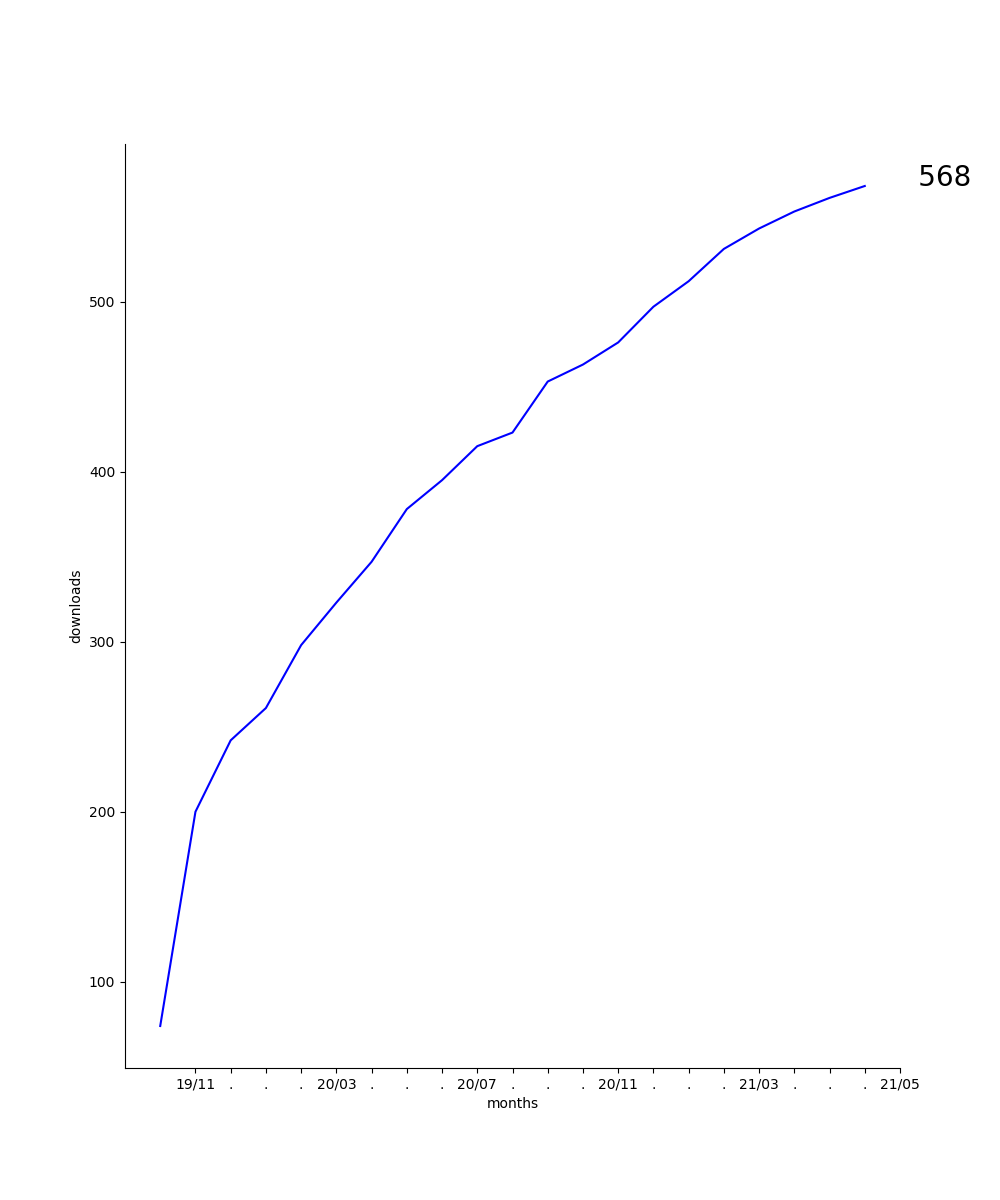 568
500
400
300
200
100
downloads
19/11 . . . 20/03 . . . 20/07 . . . 20/11 . . . 21/03 . . . 21/05
months